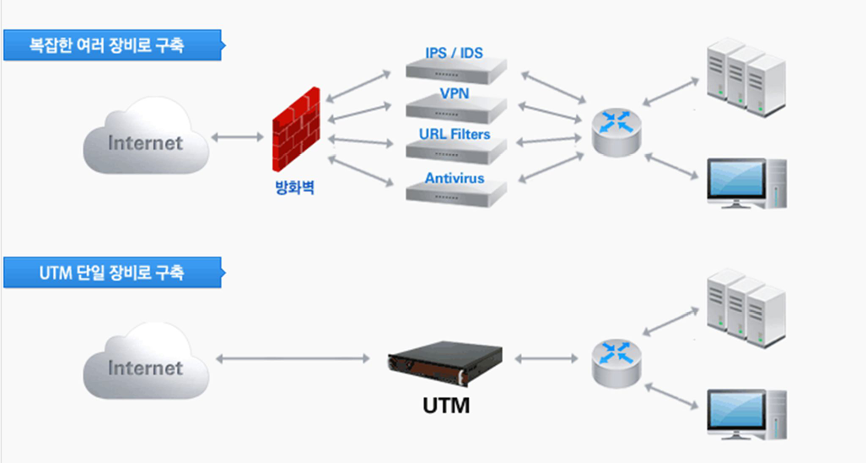 복잡한 여러 장비로 구축
IPS / IDS
VPN
URL Filters
Antivirus
Internet
방화벽
UTM 단일 장비로 구축
Internet
UTM